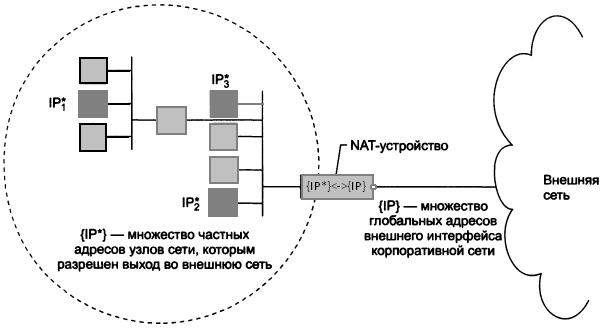 IP*3
IP*1
NAT-устройство
{IP*}<->{IP}
Внешняя
сеть
IP*2
{IP*} — множество частных
адресов узлов сети, которым
разрешен выход во внешнюю сеть
{IP} — множество
глобальных адресов
внешнего интерфейса
корпоративной сети